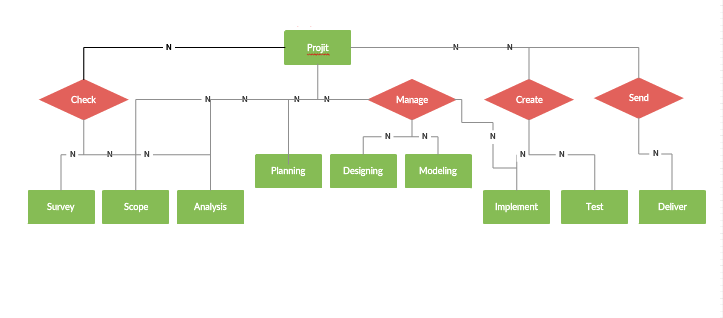 Projit
N
N
N
Check
Manage
Create
Send
N
N
N
N
N
N
N
N
N
N
N
N
N
N
Planning
Designing
Modeling
Survey
Scope
Analysis
Implement
Test
Deliver